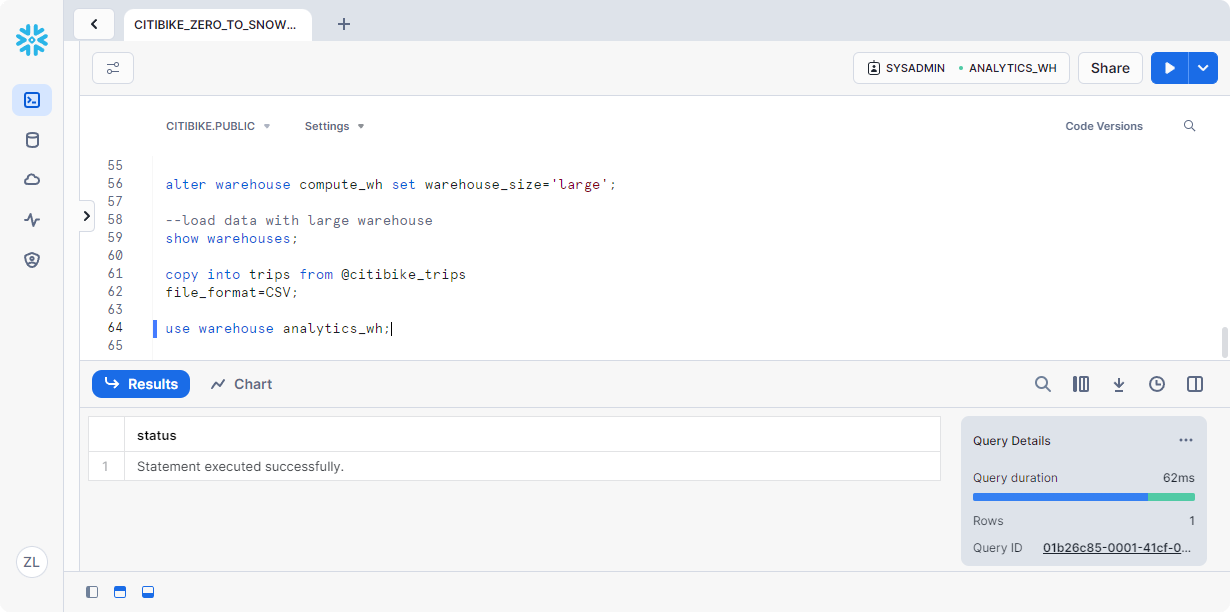 CITIBIKE_ZERO_TO_SNOW...
SYSADMIN
ANALYTICS_WH
Share
CITIBIKE.PUBLIC
Settings
Code Versions
55
56 alter warehouse compute_wh set warehouse_size='large';
57
58 --load data with large warehouse
59 show warehouses;
60
61 copy into trips from @citibike_trips
62 file_format=CSV;
63
64 use warehouse analytics_wh;
65
Results
Chart
status
1 Statement executed successfully.
Query Details
Query duration 62ms
Rows 1
Query ID 01b26c85-0001-41cf-0...
ZL